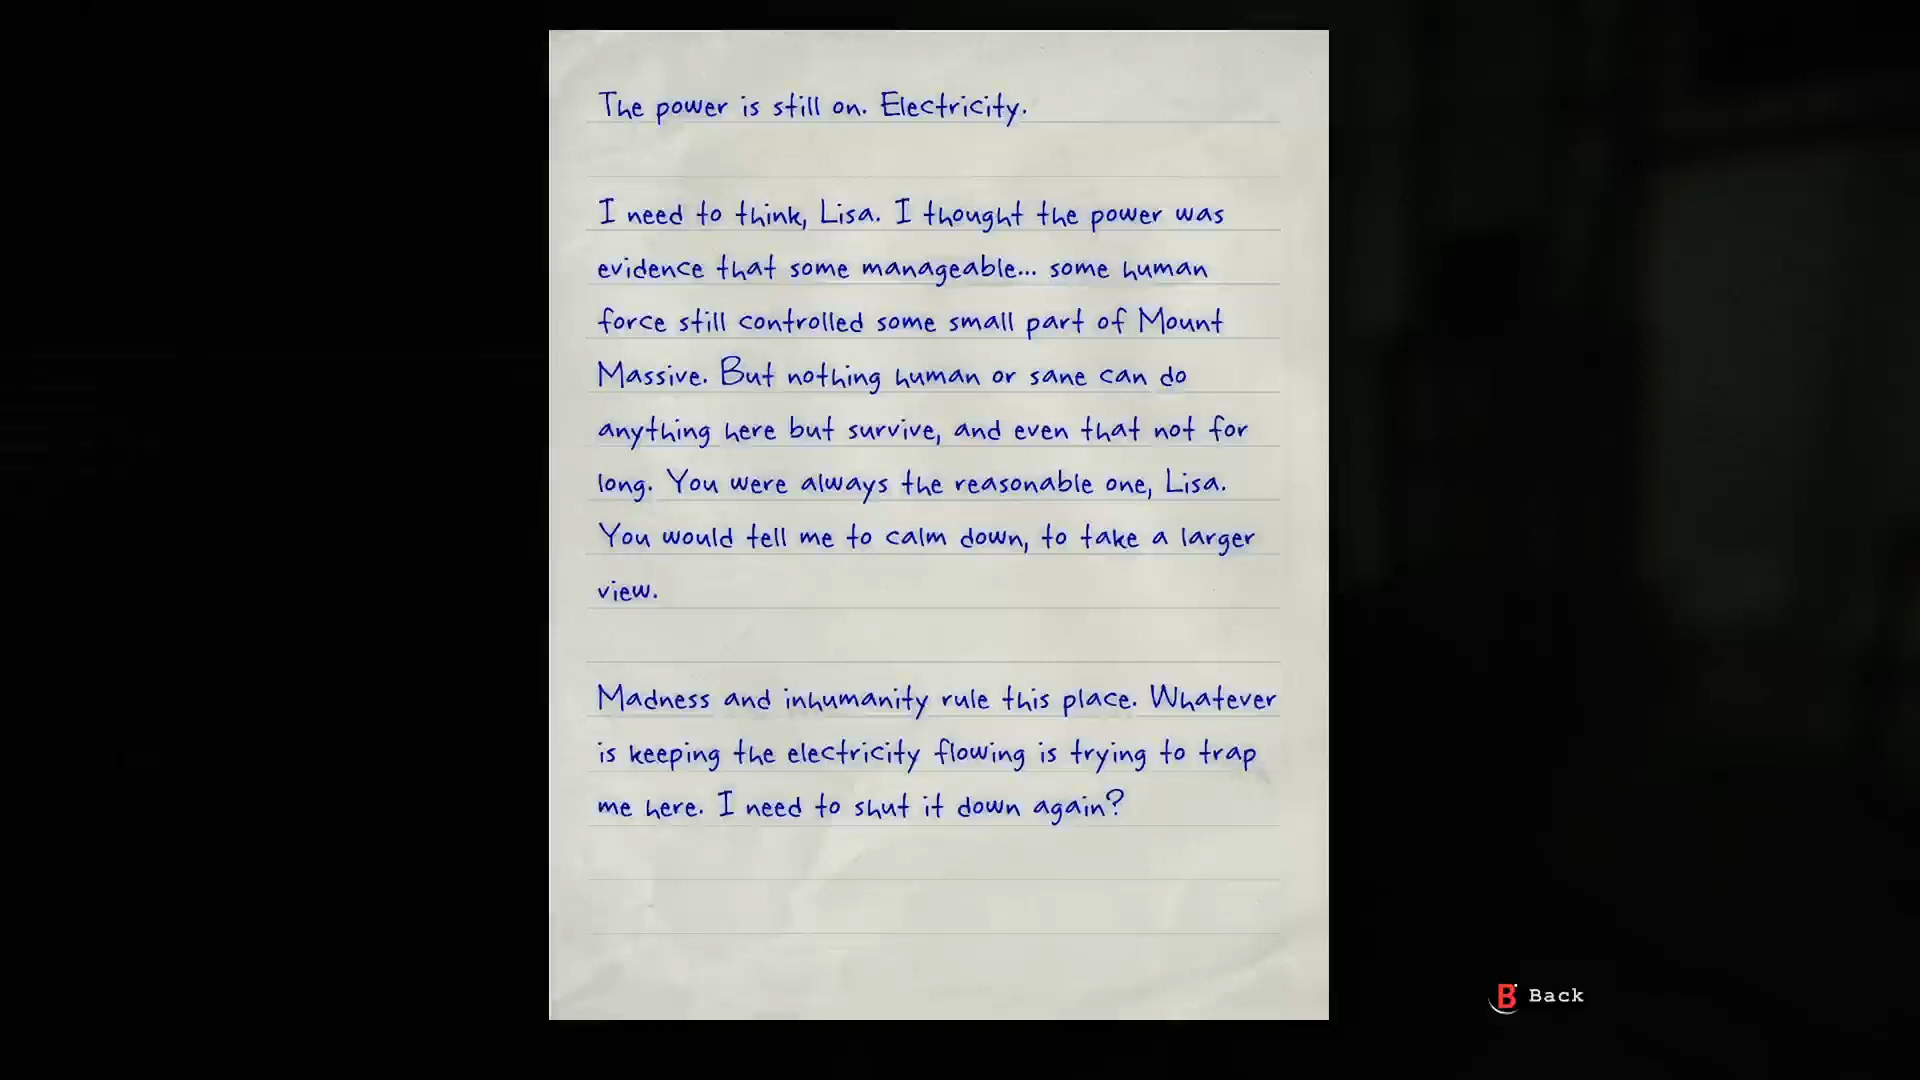 The power is still on. Electricity.
I need to think, Lisa. I thought the power was
evidence that some manageable... some human
force still controlled some small part of Mount
Massive. But nothing human or sane can do
anything here but survive, and even that not for
long. You were always the reasonable one, Lisa.
You would tell me to calm down, to take a larger
view.
Madness and inhumanity rule this place. Whatever
is keeping the electricity flowing is trying to trap
me here. I need to shut it down again?
B Back